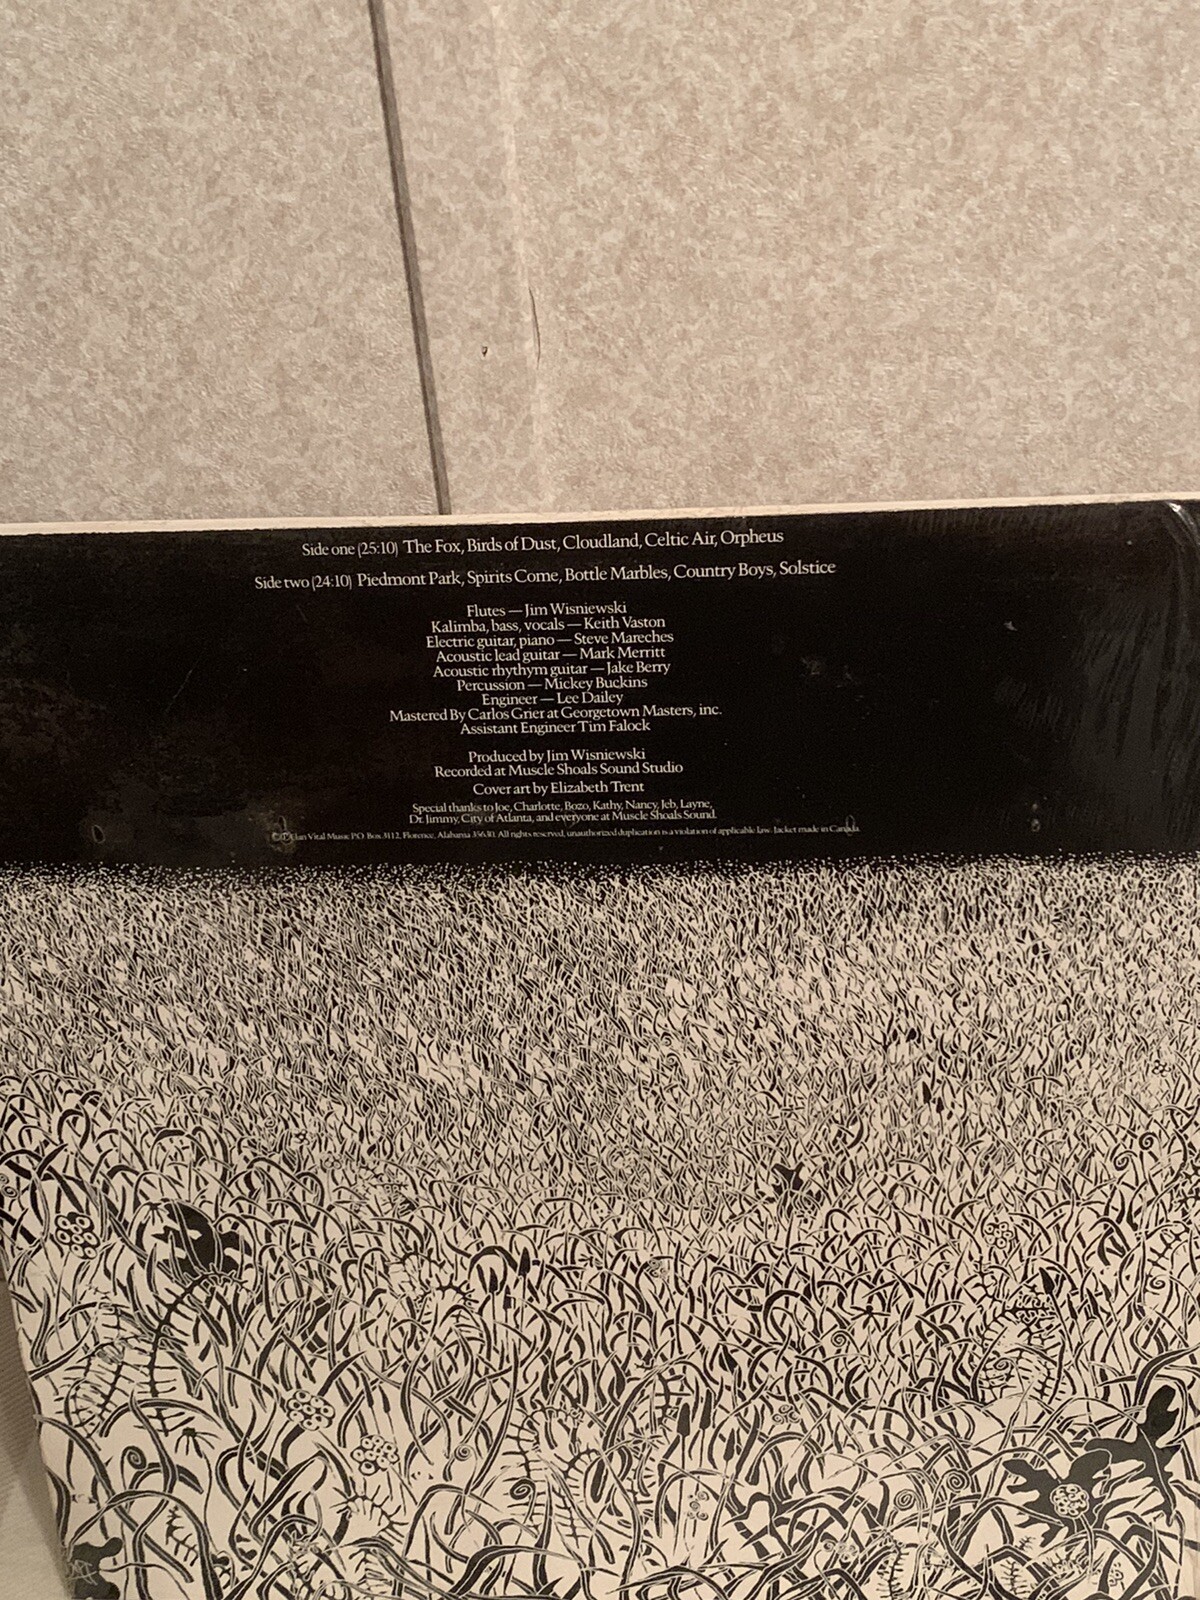 Side one (25:10) The Fox, Birds of Dust, Cloudland, Celtic Air, Orpheus
Side two (24:10) Piedmont Park, Spirits Come, Bottle Marbles, Country Boys, Solstice
Flutes — Jim Wisniewski
Kalimba, bass, vocals — Keith Vaston
Electric guitar, piano — Steve Mareches
Acoustic lead guitar — Mark Merritt
Acoustic rhythym guitar — Jake Berry
Percussion — Mickey Buckins
Engineer — Lee Dailey
Mastered By Carlos Grier at Georgetown Masters, inc.
Assistant Engineer Tim Falock
Produced by Jim Wisniewski
Recorded at Muscle Shoals Sound Studio
Cover art by Elizabeth Trent
Special thanks to Joe, Charlotte, Bozo, Kathy, Nancy, Jeb, Layne,
Dr. Jimmy, City of Atlanta, and everyone at Muscle Shoals Sound.
Vital Music P.O. Box 3112, Florence, Alabama 35630. All rights reserved, unauthorized duplication is a violation of applicable law. Jacket made in Canada.